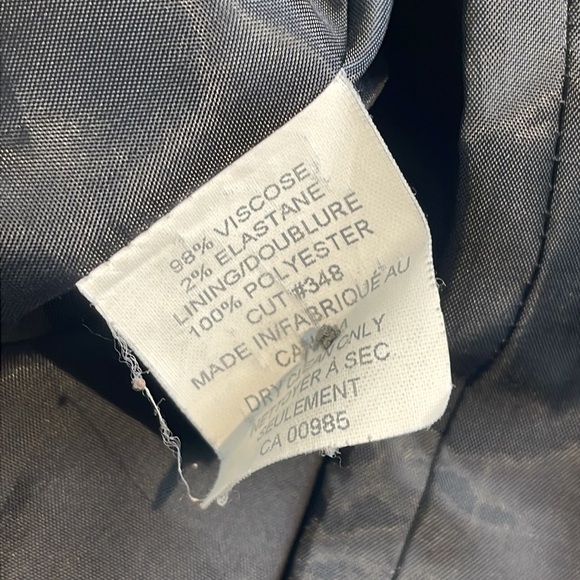 98% VISCOSE
2% ELASTANE
LINING/DOUBLURE
100% POLYESTER
CUT #348
MADE IN/FABRIQUÉ AU
CANADA
DRY CLEAN ONLY
NETTOYER À SEC
SEULEMENT
CA 00985